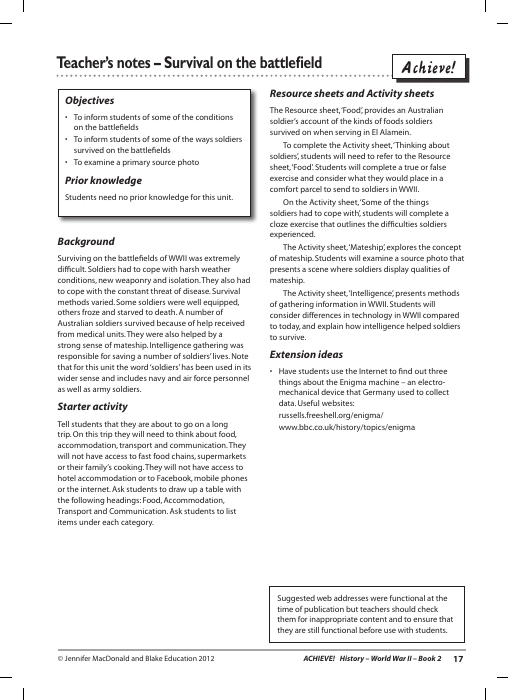 Teacher's notes – Survival on the battlefield
Achieve!
Objectives
• To inform students of some of the conditions
on the battlefields
• To inform students of some of the ways soldiers
survived on the battlefields
• To examine a primary source photo
Prior knowledge
Students need no prior knowledge for this unit.
Background
Surviving on the battlefields of WWII was extremely
difficult. Soldiers had to cope with harsh weather
conditions, new weaponry and isolation. They also had
to cope with the constant threat of disease. Survival
methods varied. Some soldiers were well equipped,
others froze and starved to death. A number of
Australian soldiers survived because of help received
from medical units. They were also helped by a
strong sense of mateship. Intelligence gathering was
responsible for saving a number of soldiers' lives. Note
that for this unit the word 'soldiers' has been used in its
wider sense and includes navy and air force personnel
as well as army soldiers.
Starter activity
Tell students that they are about to go on a long
trip. On this trip they will need to think about food,
accommodation, transport and communication. They
will not have access to fast food chains, supermarkets
or their family's cooking. They will not have access to
hotel accommodation or to Facebook, mobile phones
or the internet. Ask students to draw up a table with
the following headings: Food, Accommodation,
Transport and Communication. Ask students to list
items under each category.
Resource sheets and Activity sheets
The Resource sheet, 'Food', provides an Australian
soldier's account of the kinds of foods soldiers
survived on when serving in El Alamein.
To complete the Activity sheet, 'Thinking about
soldiers', students will need to refer to the Resource
sheet, 'Food'. Students will complete a true or false
exercise and consider what they would place in a
comfort parcel to send to soldiers in WWII.
On the Activity sheet, 'Some of the things
soldiers had to cope with', students will complete a
cloze exercise that outlines the difficulties soldiers
experienced.
The Activity sheet, 'Mateship', explores the concept
of mateship. Students will examine a source photo that
presents a scene where soldiers display qualities of
mateship.
The Activity sheet, 'Intelligence', presents methods
of gathering information in WWII. Students will
consider differences in technology in WWII compared
to today, and explain how intelligence helped soldiers
to survive.
Extension ideas
• Have students use the Internet to find out three
things about the Enigma machine – an electro-
mechanical device that Germany used to collect
data. Useful websites:
russells.freeshell.org/enigma/
www.bbc.co.uk/history/topics/enigma
Suggested web addresses were functional at the
time of publication but teachers should check
them for inappropriate content and to ensure that
they are still functional before use with students.
© Jennifer MacDonald and Blake Education 2012
ACHIEVE! History – World War II – Book 2 17